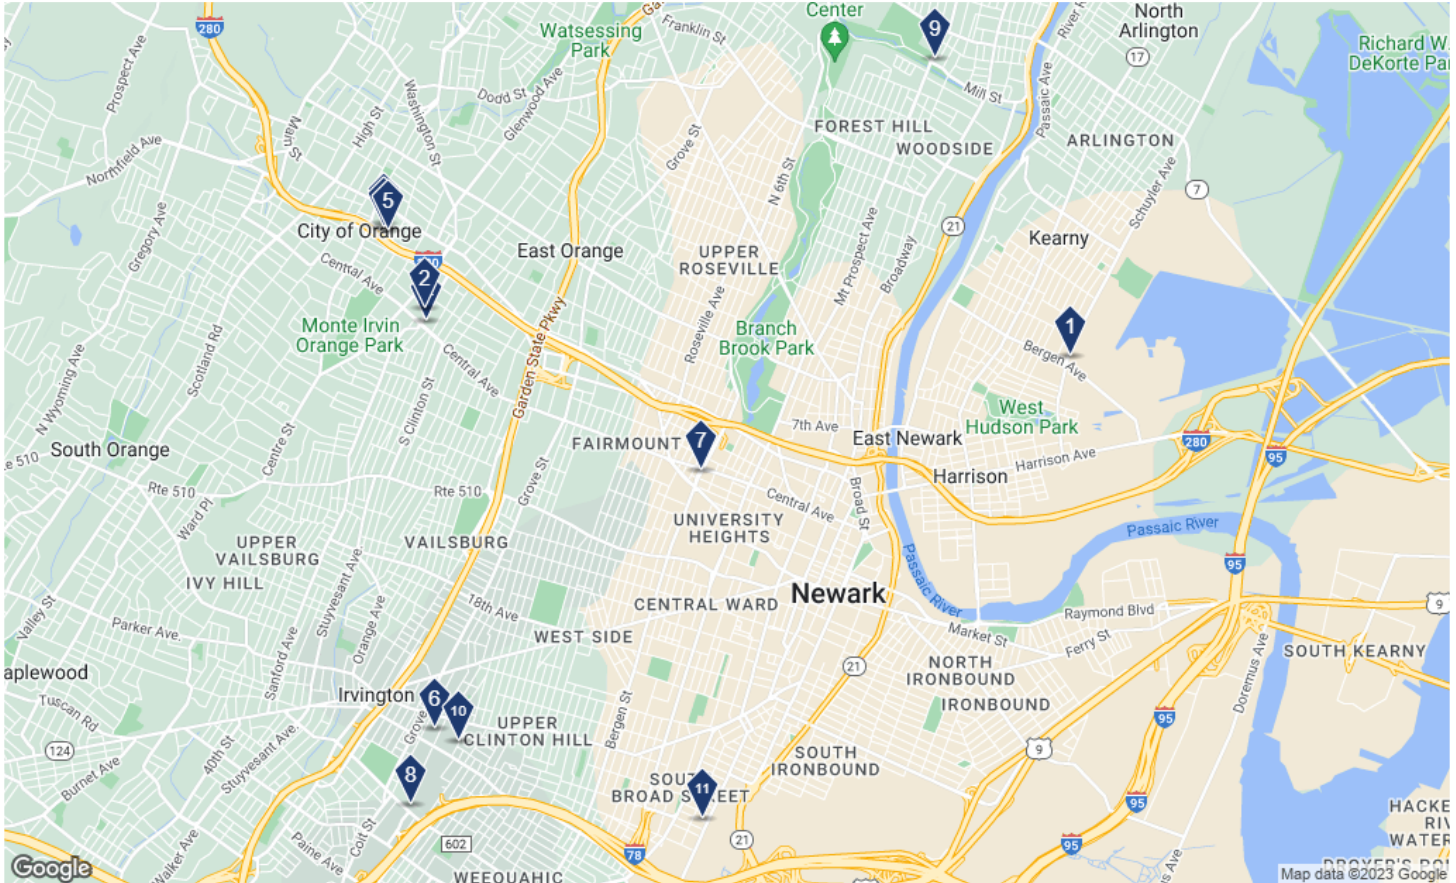 280
Prospect Ave
Northfield Ave
Main St
High St
Washington St
Watsessing
Park
Dodd St
Glenwood Ave
Franklin St
Center
9
Mill St
River R
Passaic Ave
North
Arlington
17
Richard W.
DeKorte Pa
FOREST HILL
WOODSIDE
ARLINGTON
Grove St
N 6th St
Schuyler Ave
7
Gregory Ave
5
City of Orange
Central Ave
2
East Orange
UPPER
ROSEVILLE
Mt Prospect Ave
Broadway
21
Kearny
Monte Irvin
Orange Park
Roseville Ave
Branch
Brook Park
1
Bergen Ave
Scotland Rd
N Wyoming Ave
Central Ave
S Clinton St
Garden State Pkwy
West
Hudson Park
South Orange
Centre St
FAIRMOUNT
7
7th Ave
East Newark
Harrison
Harrison Ave
280
95
e 510
Rte 510
Ward Pl
Rte 510
Grove St
Central Ave
Broad St
UNIVERSITY
HEIGHTS
Passaic River
UPPER
VAILSBURG
VAILSBURG
IVY HILL
Stuyvesant Ave.
Passaic River
95
Valley St
Parker Ave.
Sanford Ave
Orange Ave
18th Ave
WEST SIDE
CENTRAL WARD
Newark
Market St
Raymond Blvd
Ferry St
9
aplewood
Tuscan Rd
Irvington
6
10
Grove
UPPER
CLINTON HILL
Bergen St
21
NORTH
IRONBOUND
IRONBOUND
SOUTH KEARNY
Doremus Ave
124
Burnet Ave
40th St
Stuyvesant Ave.
8
11
BROAD STREET
SOUTH
IRONBOUND
9
95
95
Walker Ave
Paine Ave
Coit St
602
WEEQUAHIC
78
21
95
s Ave
HACKE
RIV
WATER
Google
Map data ©2023 Google